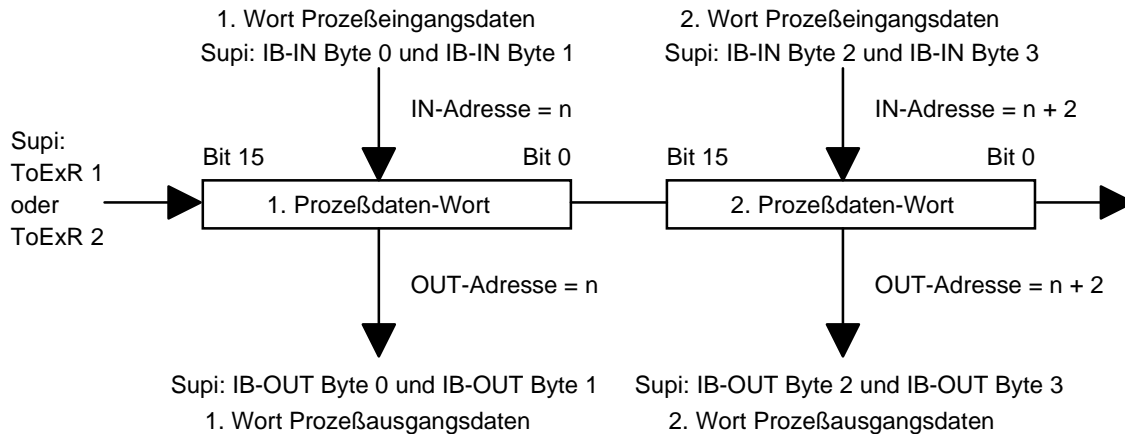 1. Wort Prozeßeingangsdaten
Supi: IB-IN Byte 0 und IB-IN Byte 1
2. Wort Prozeßeingangsdaten
Supi: IB-IN Byte 2 und IB-IN Byte 3
IN-Adresse = n
IN-Adresse = n + 2
Supi:
ToExR 1
oder
ToExR 2
Bit 15
Bit 0
Bit 15
Bit 0
1. Prozeßdaten-Wort
2. Prozeßdaten-Wort
OUT-Adresse = n
OUT-Adresse = n + 2
Supi: IB-OUT Byte 0 und IB-OUT Byte 1
1. Wort Prozeßausgangsdaten
Supi: IB-OUT Byte 2 und IB-OUT Byte 3
2. Wort Prozeßausgangsdaten